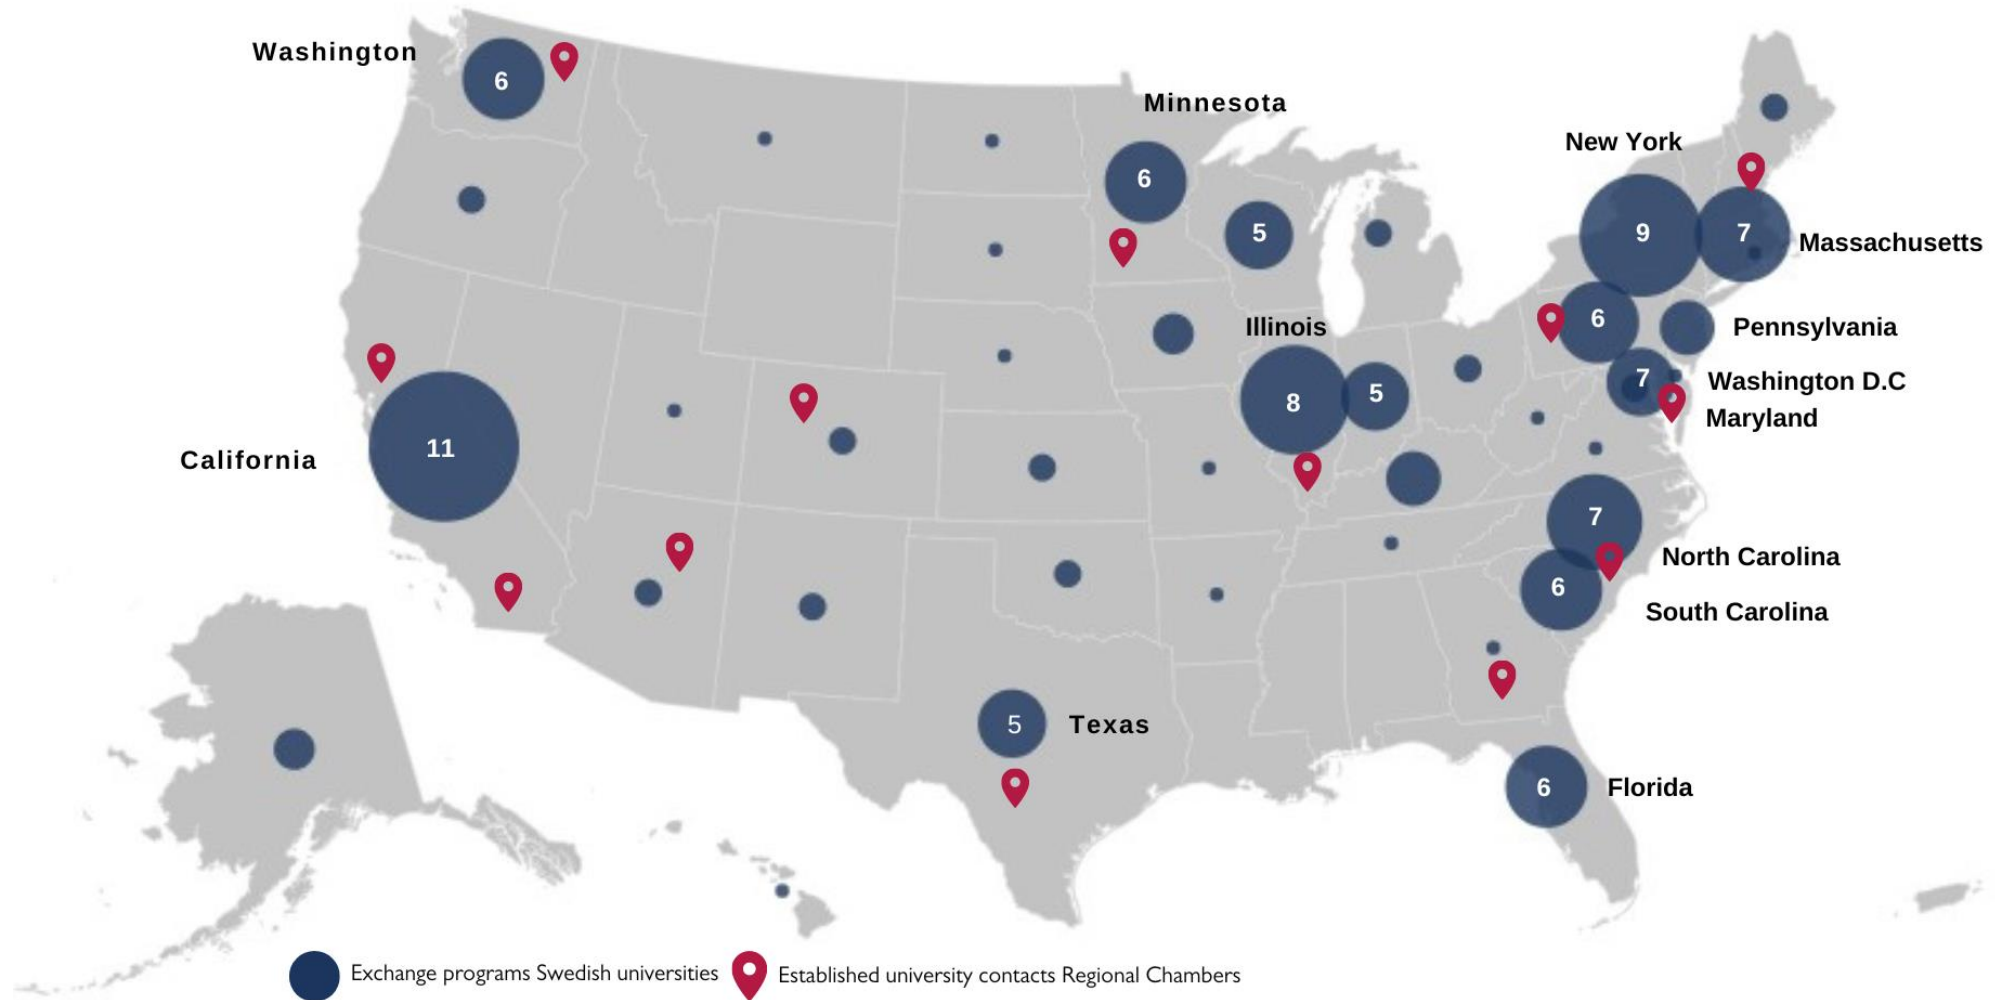 Washington
6
Minnesota
6
New York
5
9
7
Massachusetts
Illinois
6
Pennsylvania
8
5
7
Washington D.C
Maryland
California
11
7
North Carolina
6
South Carolina
5
Texas
6
Florida
Exchange programs Swedish universities
Established university contacts Regional Chambers